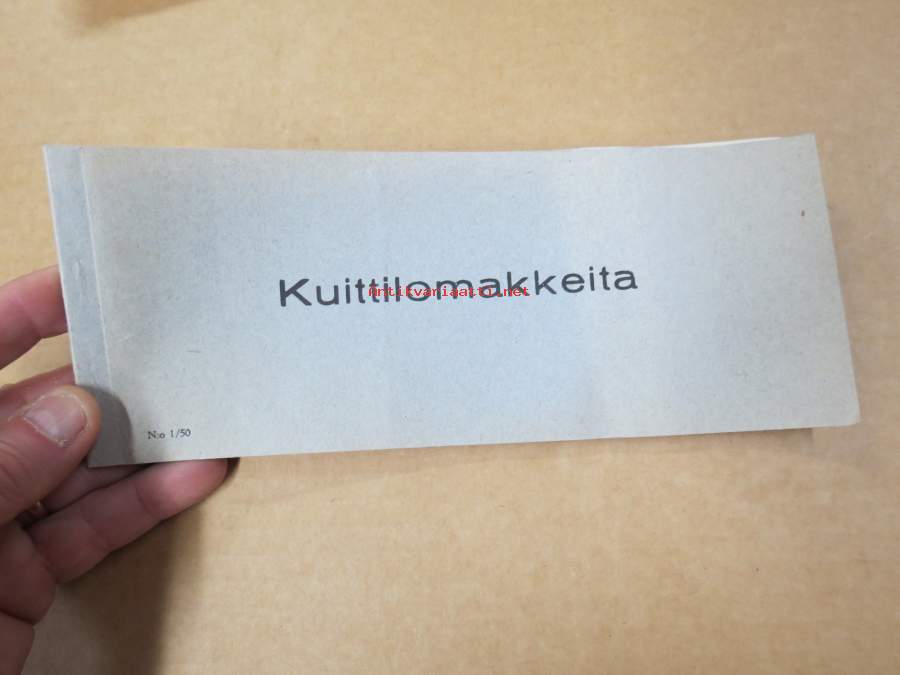 Kuittilomakkeita
antikvariaatti.net
N:o 1/50